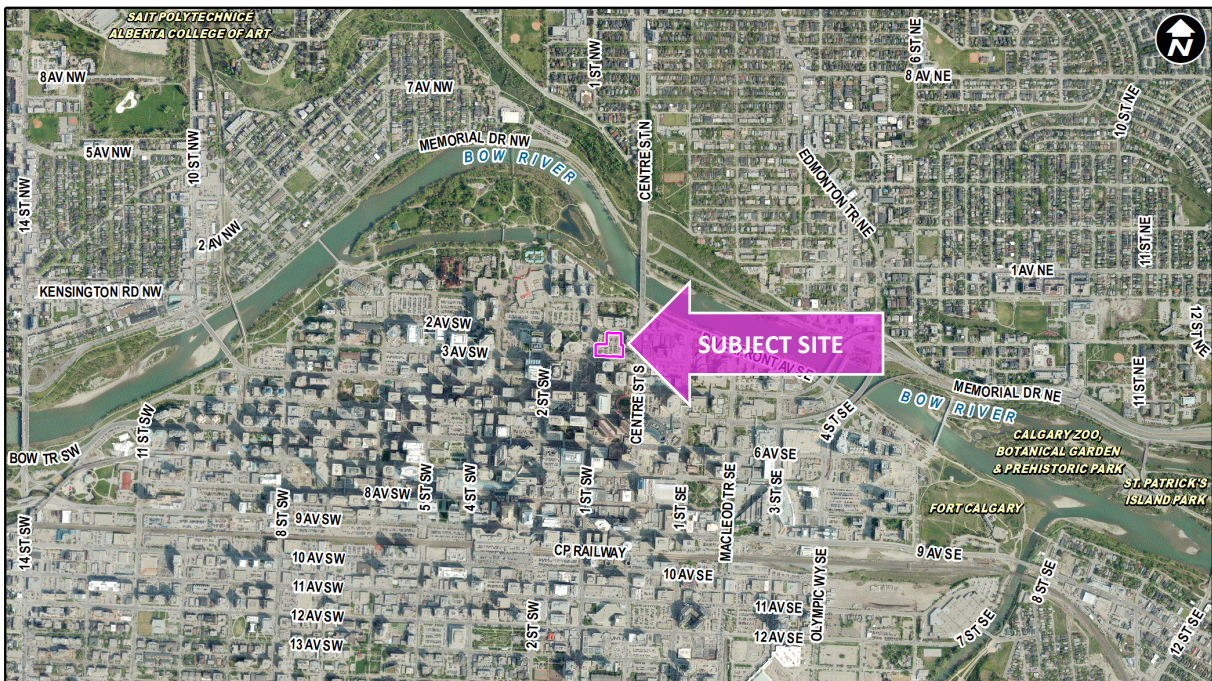 SAIT POLYTECHNICE
ALBERTA COLLEGE OF ART
N
8 AV NW
7 AV NW
1 ST NW
6 ST NE
8 AV NE
10 ST NE
5 AV NW
10 ST NW
MEMORIAL DR NW
BOW RIVER
CENTRE ST N
EDMONTON TR NE
14 ST NW
2 AV NW
11 ST NE
1 AV NE
KENSINGTON RD NW
12 ST NE
2 AV SW
3 AV SW
SUBJECT SITE
FRONT AV SE
2 ST SW
CENTRE ST S
MEMORIAL DR NE
11 ST NE
BOW RIVER
4 ST SE
11 ST SW
BOW TR SW
CALGARY ZOO,
BOTANICAL GARDEN
& PREHISTORIC PARK
6 AV SE
ST. PATRICK'S
ISLAND PARK
8 AV SW
5 ST SW
4 ST SW
1 ST SW
1 ST SE
MACLEOD TR SE
3 ST SE
FORT CALGARY
14 ST SW
8 ST SW
9 AV SW
CP RAILWAY
9 AV SE
10 AV SW
10 AV SE
11 AV SW
11 AV SE
OLYMPIC WY SE
8 ST SE
12 AV SW
2 ST SW
12 AV SE
7 ST SE
12 ST SE
13 AV SW